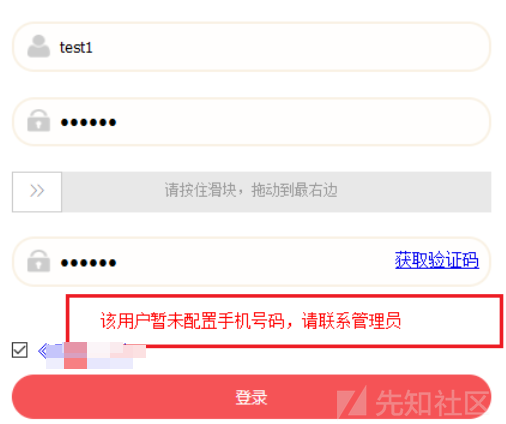 test1
••••••
请按住滑块，拖动到最右边
•••••• 获取验证码
该用户暂未配置手机号码，请联系管理员
登录
先知社区